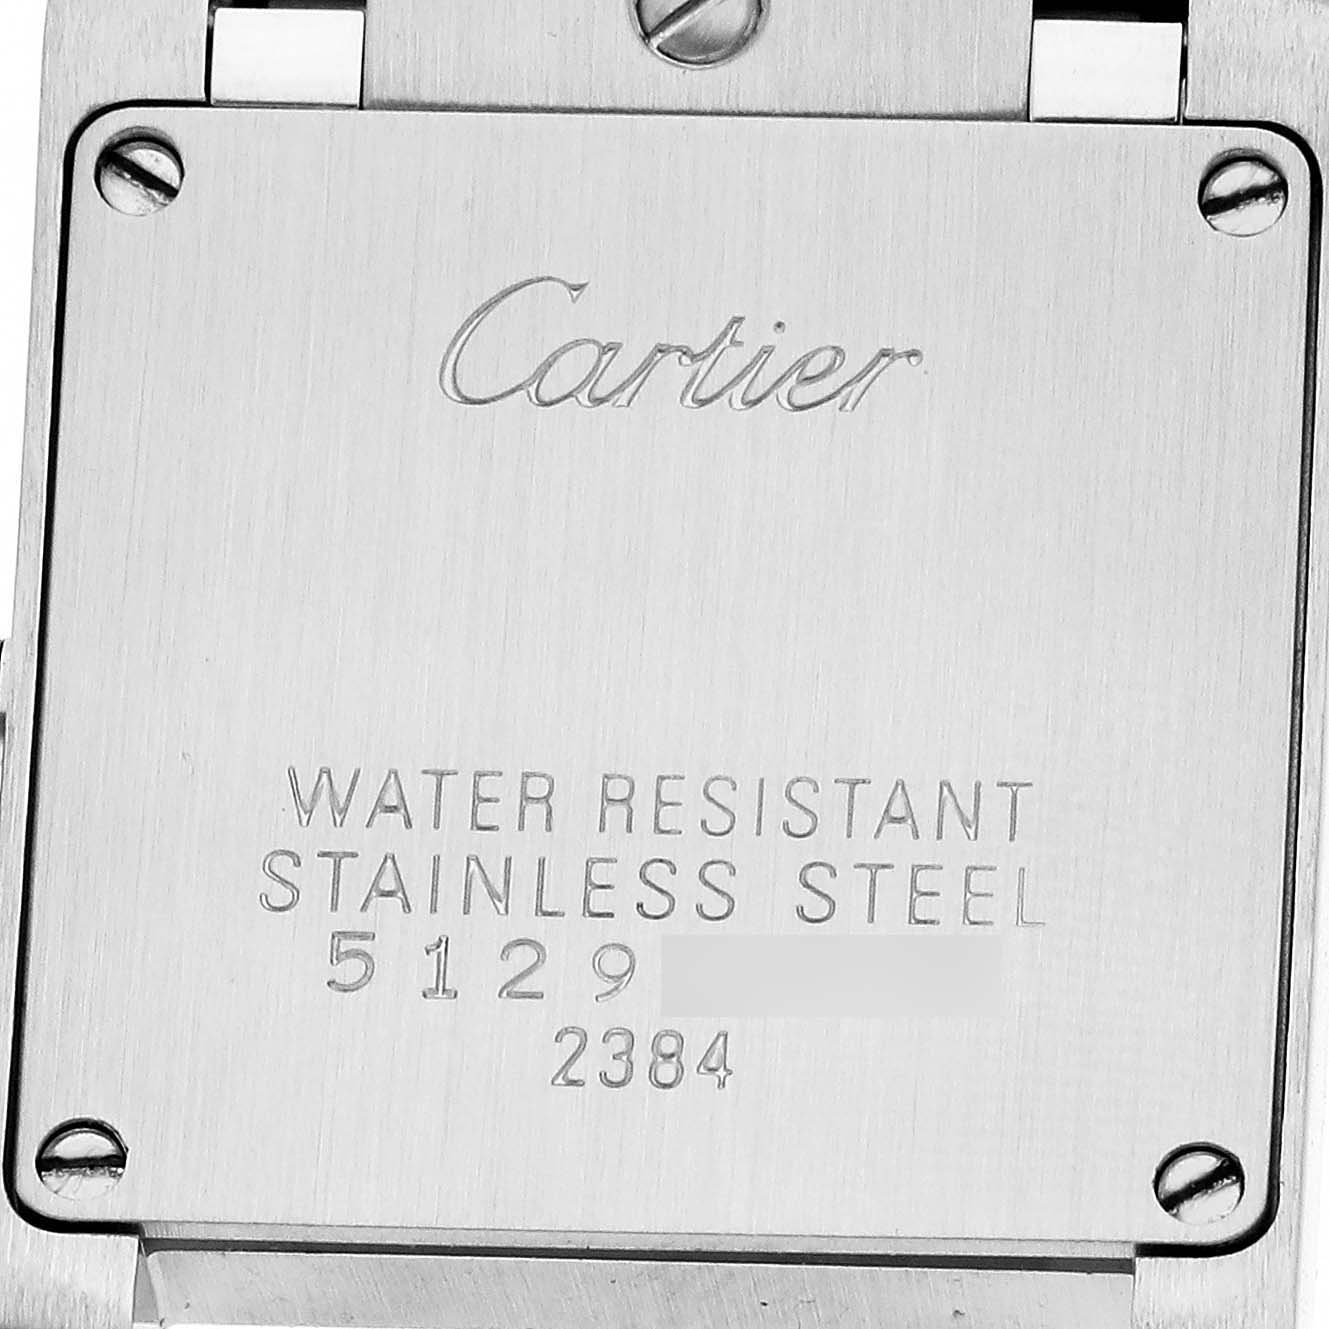 Cartier
WATER RESISTANT
STAINLESS STEEL
5129
2384